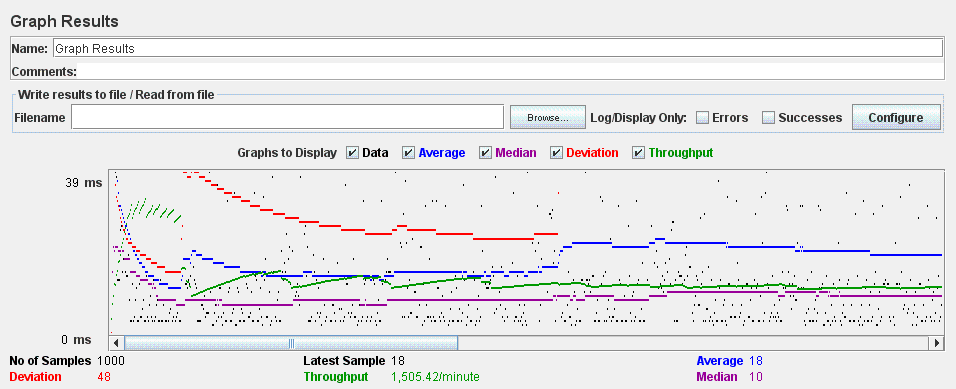 Graph Results
Name: Graph Results
Comments:
Write results to file / Read from file
Filename Browse... Log/Display Only: Errors Successes Configure
Graphs to Display Data Average Median Deviation Throughput
39 ms
0 ms
No of Samples 1000 Latest Sample 18 Average 18
Deviation 48 Throughput 1,505.42/minute Median 10